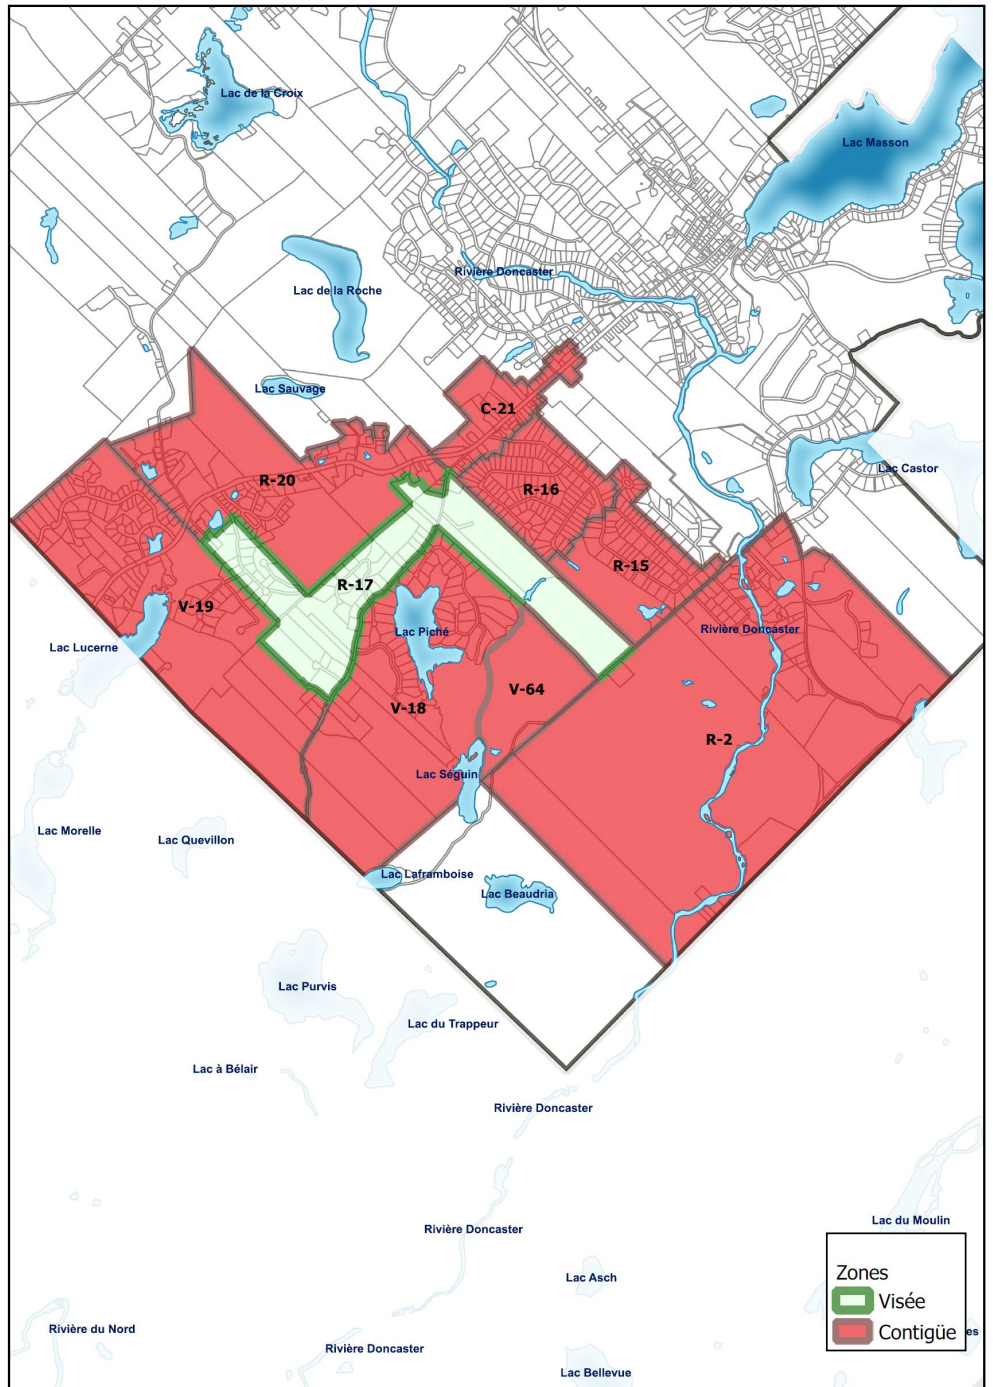 Lac de la Croix
Lac Masson
Rivière Doncaster
Lac de la Roche
Lac Sauvage
C-21
Lac Castor
R-20
R-16
R-15
R-17
V-19
Lac Piché
Rivière Doncaster
Lac Lucerne
V-64
V-18
R-2
Lac Séguin
Lac Morelle
Lac Quevillon
Lac Laframboise
Lac Beaudria
Lac Purvis
Lac du Trappeur
Lac à Bélair
Rivière Doncaster
Lac du Moulin
Rivière Doncaster
Lac Asch
Zones
Visée
Contigüe
es
Rivière du Nord
Rivière Doncaster
Lac Bellevue